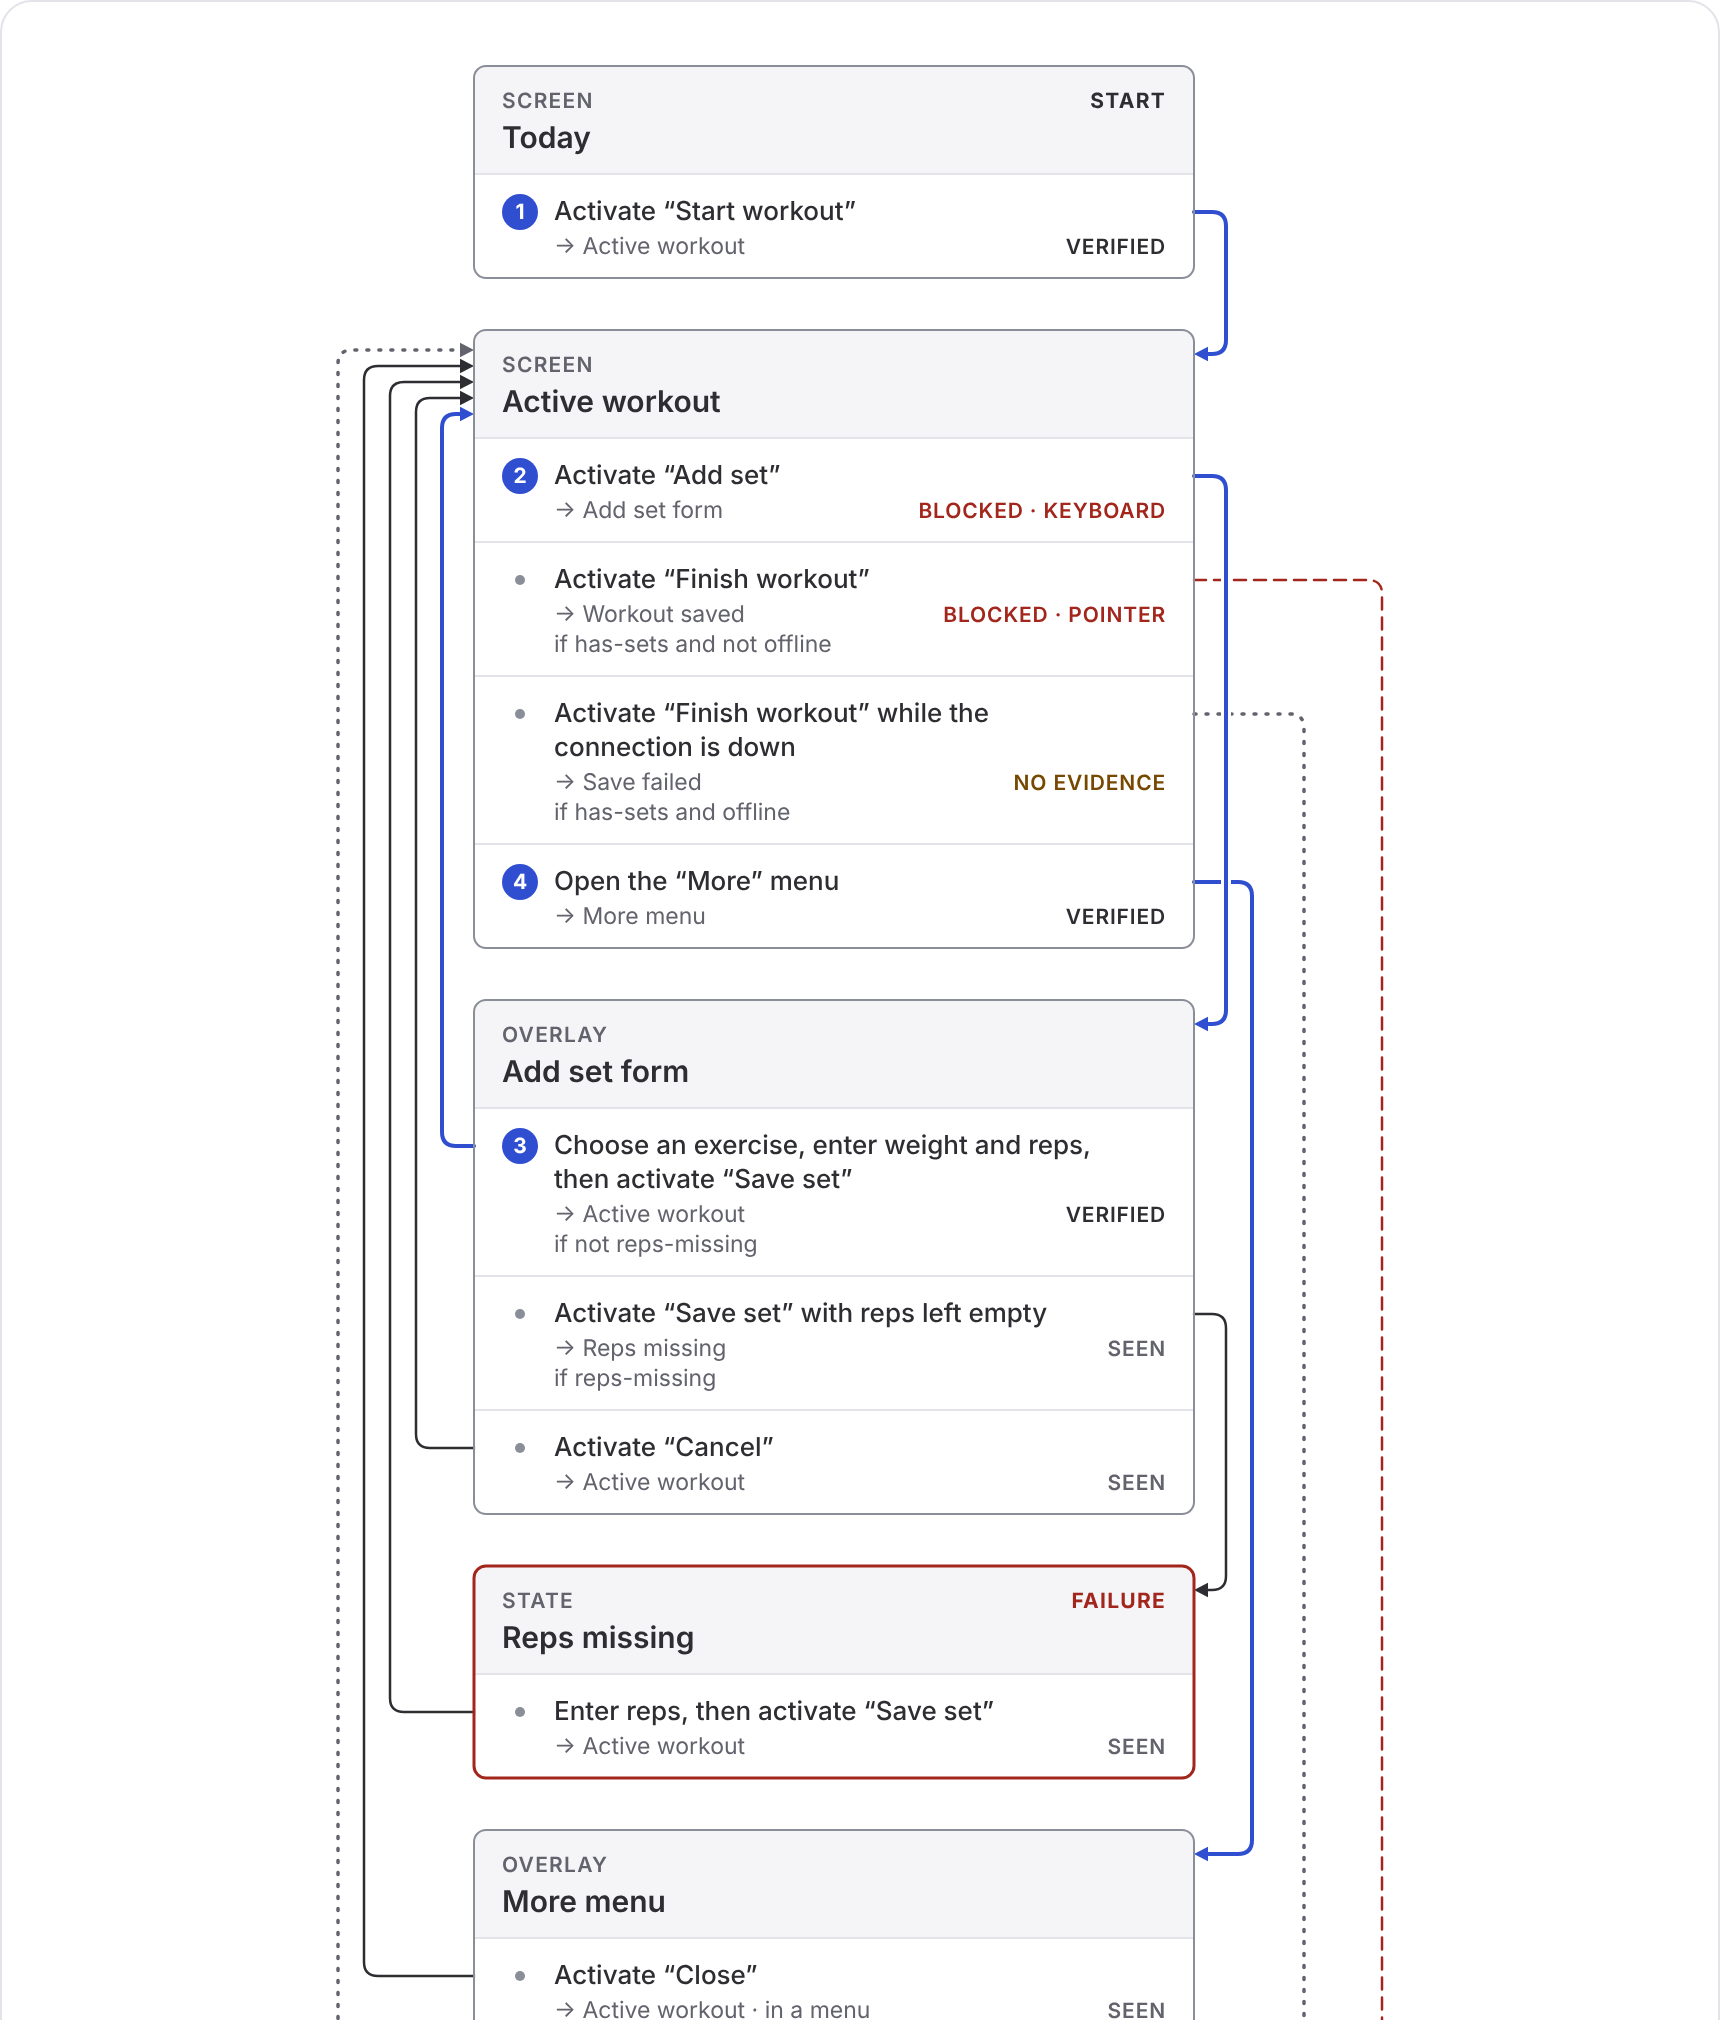 SCREEN
START
Today
1 Activate “Start workout”
→ Active workout
VERIFIED
SCREEN
Active workout
2 Activate “Add set”
→ Add set form
BLOCKED · KEYBOARD
Activate “Finish workout”
→ Workout saved
BLOCKED · POINTER
if has-sets and not offline
Activate “Finish workout” while the
connection is down
→ Save failed
NO EVIDENCE
if has-sets and offline
4 Open the “More” menu
→ More menu
VERIFIED
OVERLAY
Add set form
3 Choose an exercise, enter weight and reps,
then activate “Save set”
→ Active workout
VERIFIED
if not reps-missing
Activate “Save set” with reps left empty
→ Reps missing
SEEN
if reps-missing
Activate “Cancel”
→ Active workout
SEEN
STATE
FAILURE
Reps missing
Enter reps, then activate “Save set”
→ Active workout
SEEN
OVERLAY
More menu
Activate “Close”
→ Active workout · in a menu
SEEN